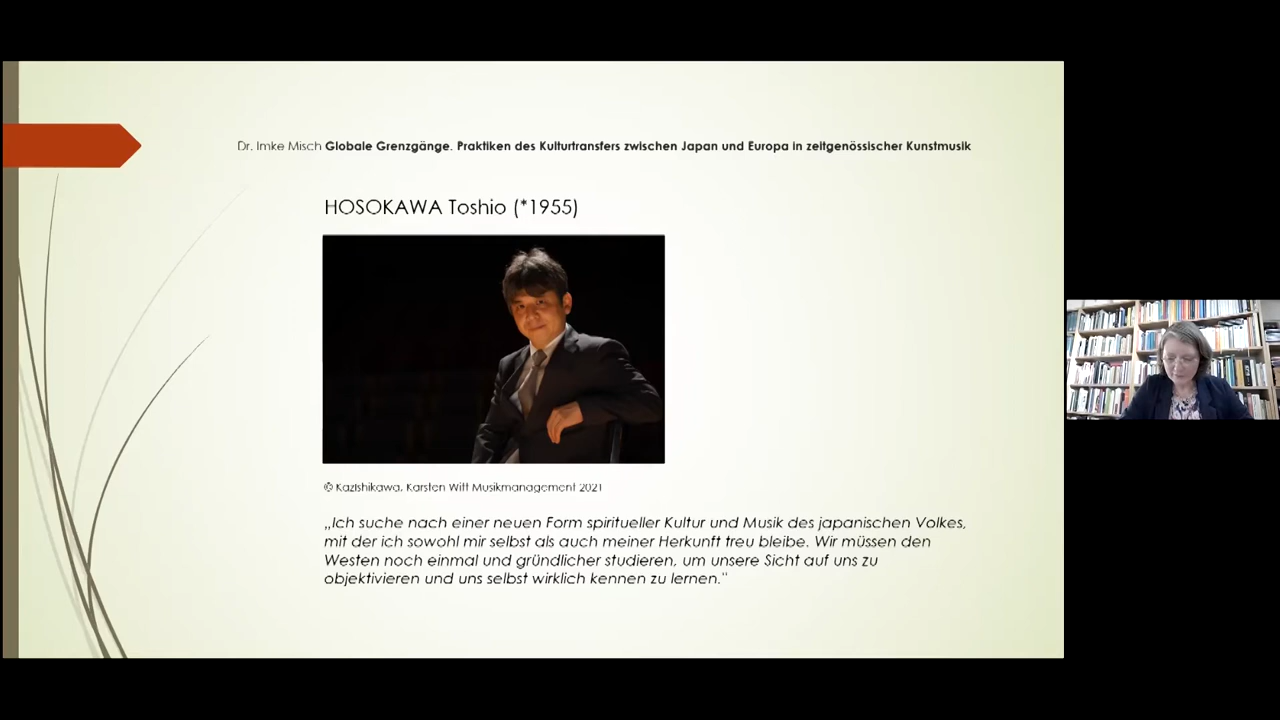 Dr. Imke Misch Globale Grenzgänge. Praktiken des Kulturtransfers zwischen Japan und Europa in zeitgenössischer Kunstmusik
HOSOKAWA Toshio (*1955)
© KazIshikawa, Karsten Witt Musikmanagement 2021
„Ich suche nach einer neuen Form spiritueller Kultur und Musik des japanischen Volkes,
mit der ich sowohl mir selbst als auch meiner Herkunft treu bleibe. Wir müssen den
Westen noch einmal und gründlicher studieren, um unsere Sicht auf uns zu
objektivieren und uns selbst wirklich kennen zu lernen."